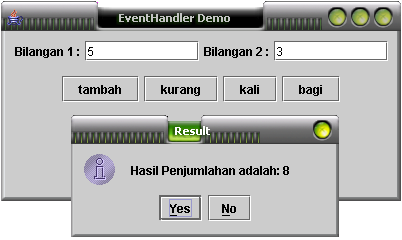 EventHandler Demo
Bilangan 1 : 5 Bilangan 2 : 3
tambah kurang kali bagi
Result
Hasil Penjumlahan adalah: 8
Yes No